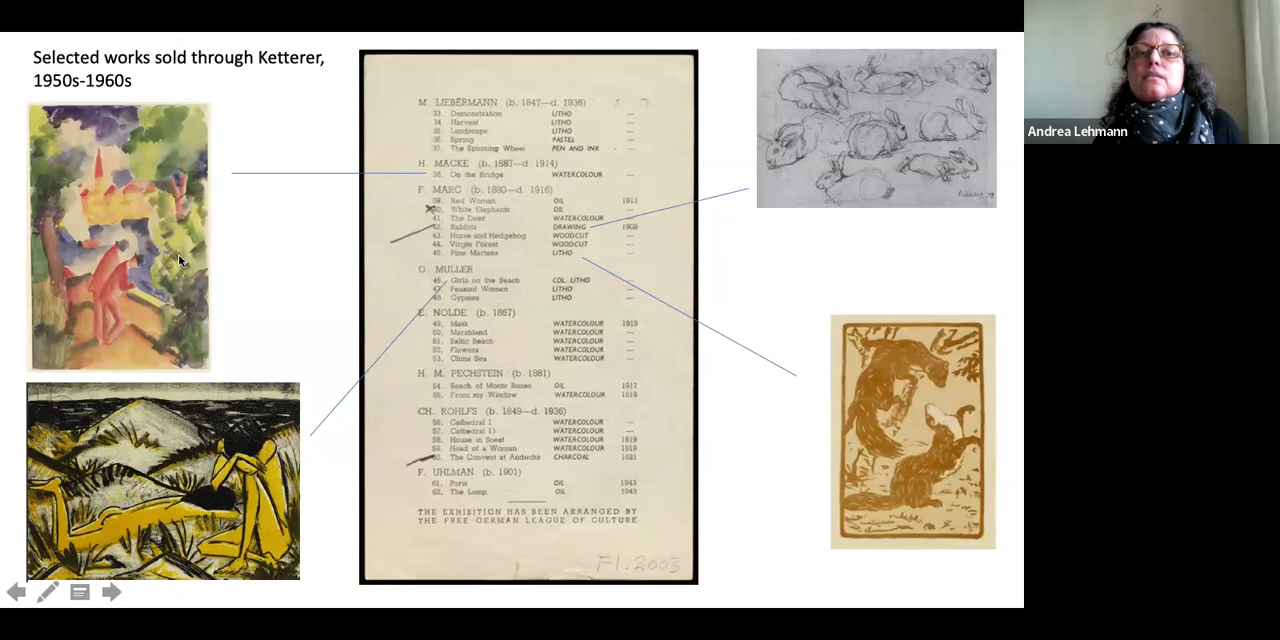 Selected works sold through Ketterer,
1950s-1960s
M. LIEBERMANN (b. 1847—d. 1936)
33. Demonstration LITHO —
34. Harvest LITHO —
35. Landscape LITHO —
36. Spring PASTEL —
37. The Spinning Wheel PEN AND INK —
H. MACKE (b. 1887—d. 1914)
38. On the Bridge WATERCOLOUR —
F. MARC (b. 1880—d. 1916)
39. Red Woman OIL 1912
40. White Elephants OIL —
41. The Deer WATERCOLOUR —
42. Rabbits DRAWING 1909
43. Horse and Hedgehog WOODCUT —
44. Virgin Forest WOODCUT —
45. Pine Martens LITHO —
O. MULLER
46. Girls on the Beach COL. LITHO —
47. Peasant Women LITHO —
48 Gypsies LITHO —
E. NOLDE (b. 1867)
49. Mask WATERCOLOUR 1919
50. Marshland WATERCOLOUR —
51. Baltic Beach WATERCOLOUR —
52. Flowers WATERCOLOUR —
53. China Sea WATERCOLOUR —
H. M. PECHSTEIN (b. 1881)
54. Beach of Monte Rosso OIL 1917
55. From my Window WATERCOLOUR 1919
CH. ROHLFS (b. 1849—d. 1936)
56. Cathedral I WATERCOLOUR —
57. Cathedral II WATERCOLOUR —
58. House in Soest WATERCOLOUR 1919
59. Head of a Woman WATERCOLOUR 1919
60. The Convent at Andechs CHARCOAL 1921
F. UHLMAN (b. 1901)
61. Paris OIL 1943
62. The Lamp OIL 1943
THE EXHIBITION HAS BEEN ARRANGED BY
THE FREE GERMAN LEAGUE OF CULTURE
F1.2003
Andrea Lehmann